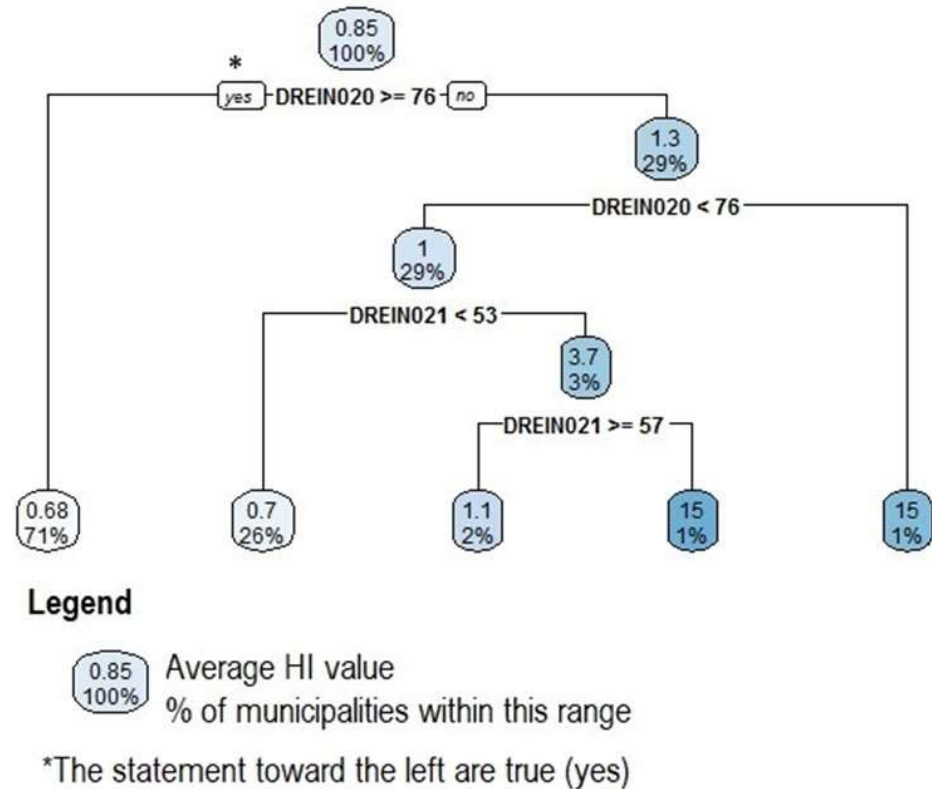 0.85
100%
*
yes DREIN020 >= 76 no
1.3
29%
DREIN020 < 76
1
29%
DREIN021 < 53
3.7
3%
DREIN021 >= 57
0.68
71%
0.7
26%
1.1
2%
15
1%
15
1%
Legend
0.85
100%
Average HI value
% of municipalities within this range
*The statement toward the left are true (yes)